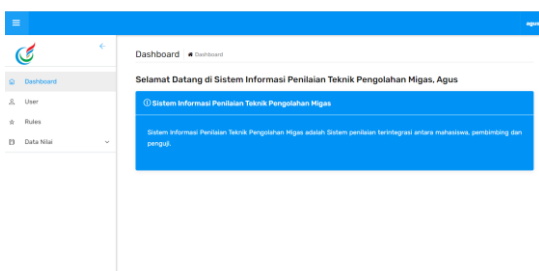 agus
Dashboard
Dashboard
Selamat Datang di Sistem Informasi Penilaian Teknik Pengolahan Migas, Agus
Dashboard
User
Rules
Data Nilai
Sistem Informasi Penilaian Teknik Pengolahan Migas
Sistem Informasi Penilaian Teknik Pengolahan Migas adalah Sistem penilaian terintegrasi antara mahasiswa, pembimbing dan
penguji.